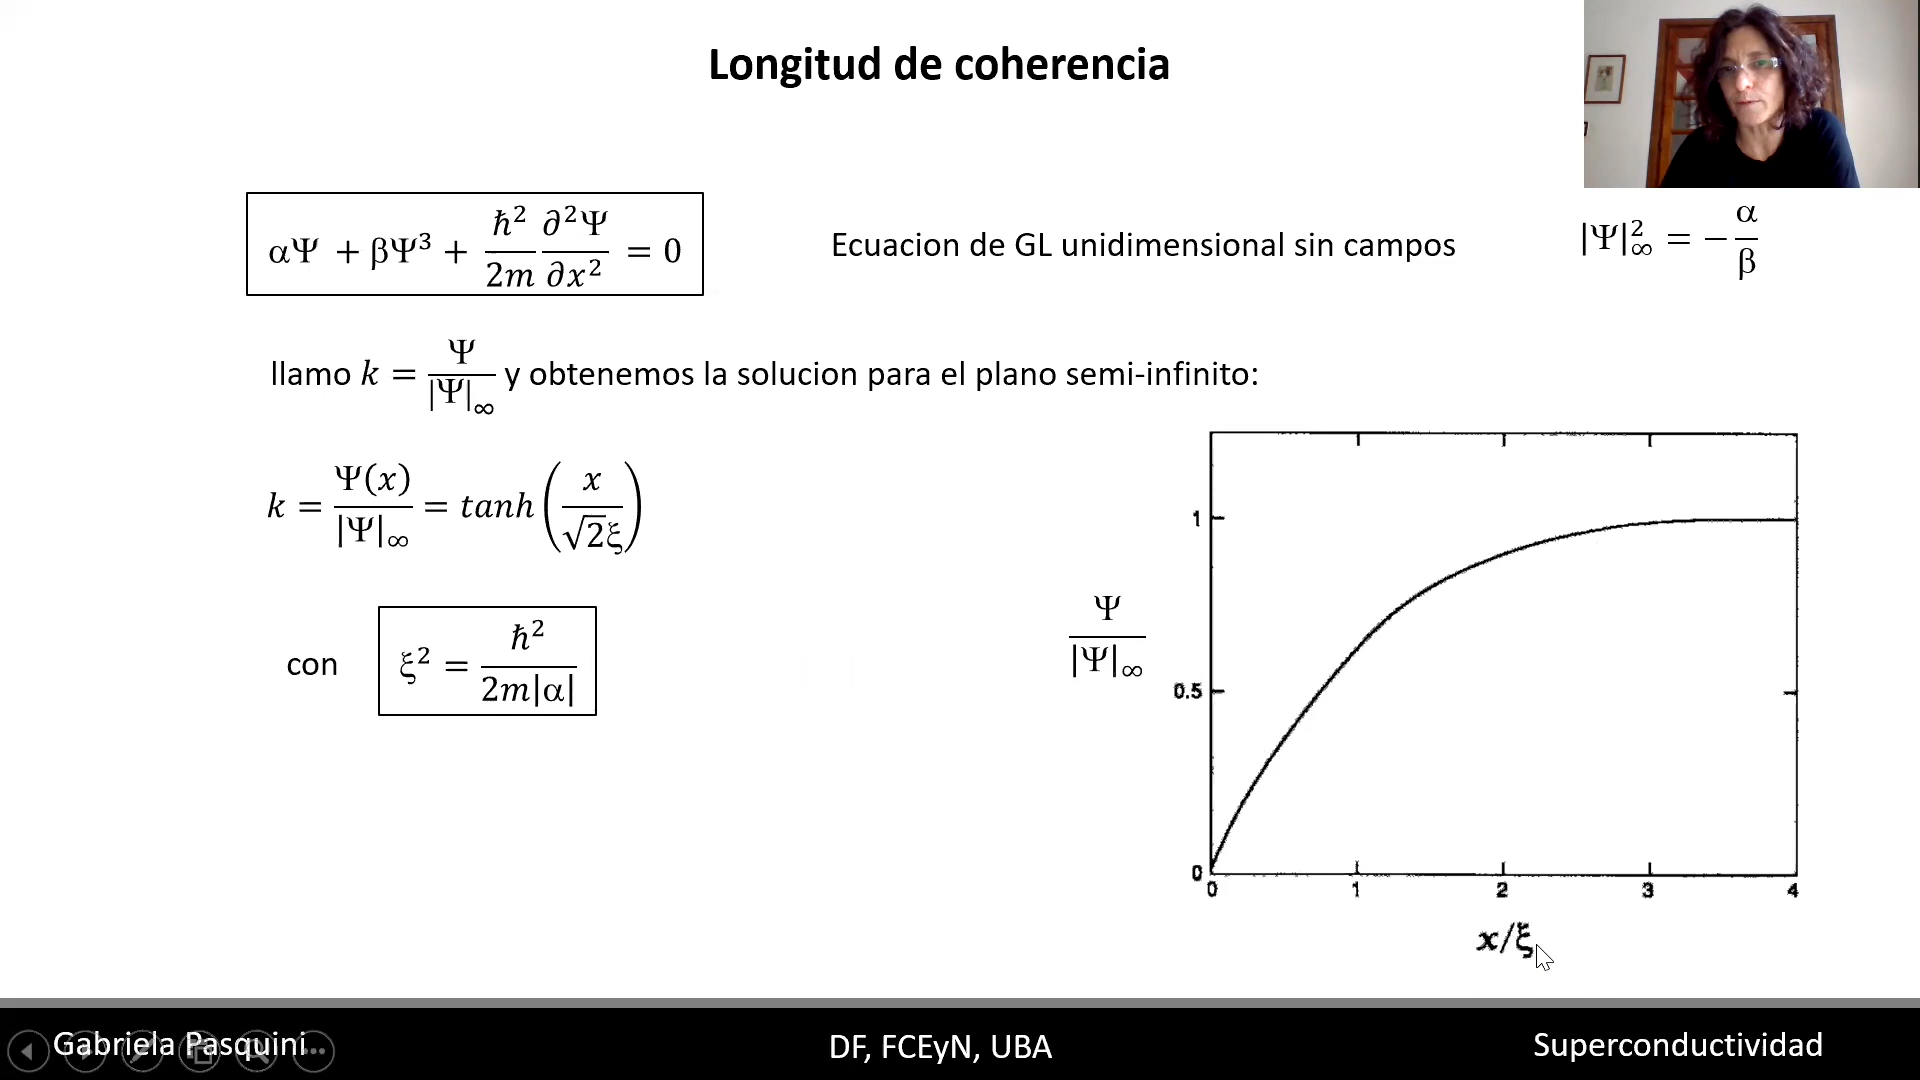 Longitud de coherencia
αΨ + βΨ³ + ℏ²/2m ∂²Ψ/∂x² = 0
Ecuacion de GL unidimensional sin campos
|Ψ|²∞ = −α/β
llamo k = Ψ/|Ψ|∞ y obtenemos la solucion para el plano semi-infinito:
k = Ψ(x)/|Ψ|∞ = tanh(x/√2ξ)
con ξ² = ℏ²/2m|α|
Ψ/|Ψ|∞
1
0.5
0
0 1 2 3 4
x/ξ
Gabriela Pasquini
DF, FCEyN, UBA
Superconductividad